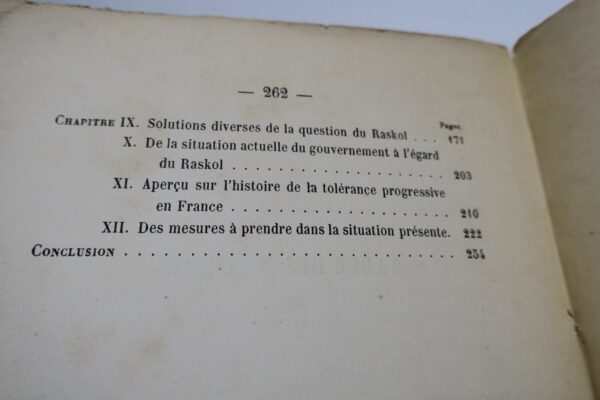 — 262 —
Pages.
CHAPITRE IX. Solutions diverses de la question du Raskol . . . 171
X. De la situation actuelle du gouvernement à l'égard
du Raskol . . . . . . . . . . . . . . . . . . . 203
XI. Aperçu sur l'histoire de la tolérance progressive
en France . . . . . . . . . . . . . . . . . . . 210
XII. Des mesures à prendre dans la situation présente. 222
CONCLUSION . . . . . . . . . . . . . . . . . . . . . . . . . . . 254